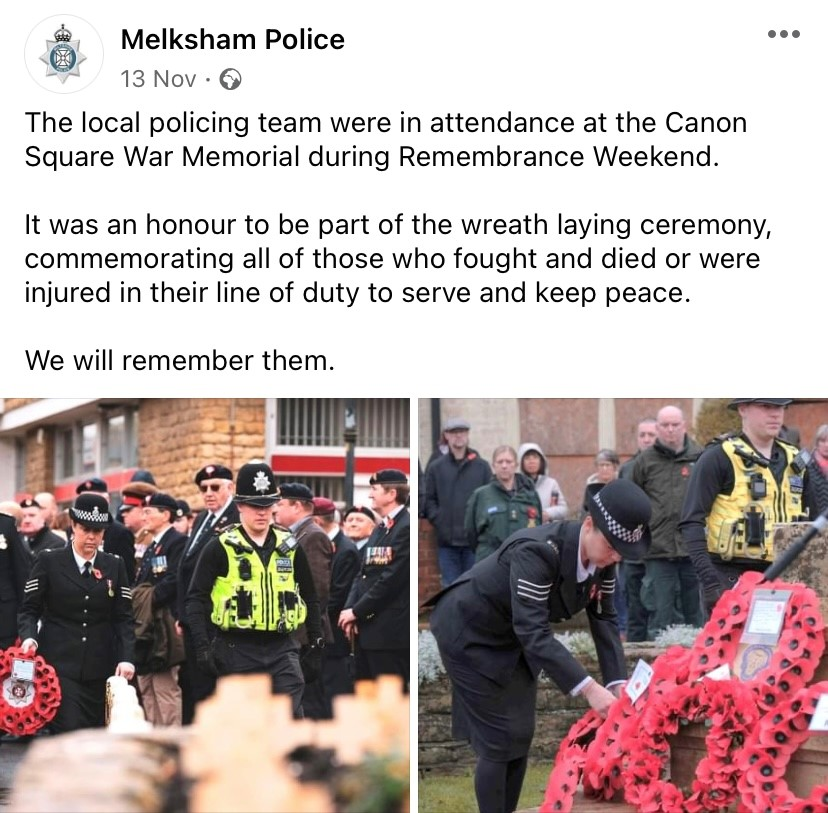 Melksham Police
13 Nov ·
The local policing team were in attendance at the Canon
Square War Memorial during Remembrance Weekend.
It was an honour to be part of the wreath laying ceremony,
commemorating all of those who fought and died or were
injured in their line of duty to serve and keep peace.
We will remember them.